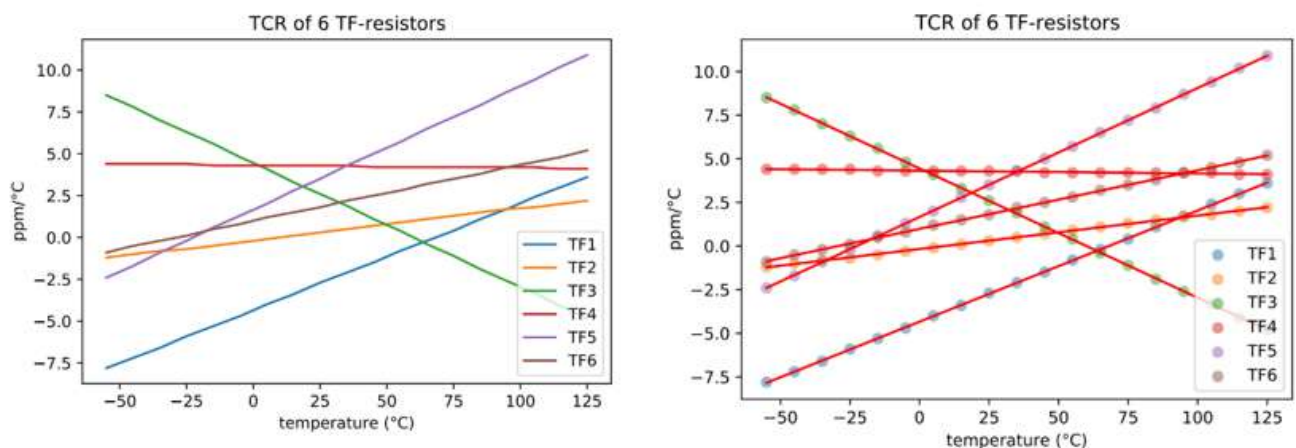 TCR of 6 TF-resistors
10.0
7.5
5.0
2.5
0.0
−2.5
−5.0
−7.5
ppm/°C
−50
−25
0
25
50
75
100
125
temperature (°C)
TF1
TF2
TF3
TF4
TF5
TF6
TCR of 6 TF-resistors
10.0
7.5
5.0
2.5
0.0
−2.5
−5.0
−7.5
ppm/°C
−50
−25
0
25
50
75
100
125
temperature (°C)
TF1
TF2
TF3
TF4
TF5
TF6